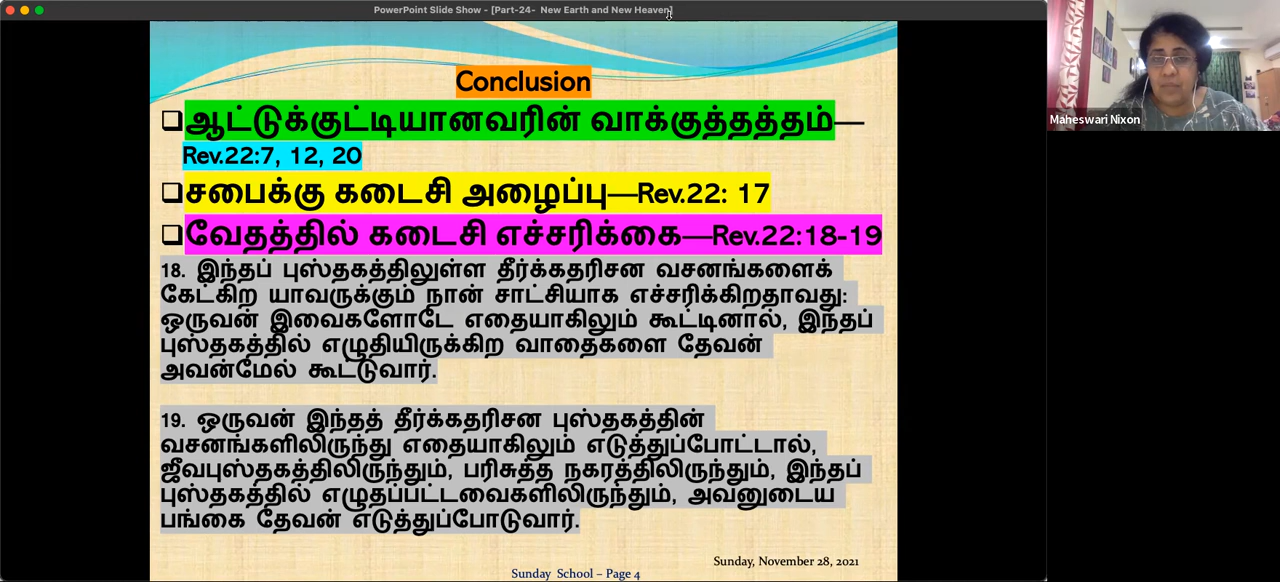 PowerPoint Slide Show - [Part-24- New Earth and New Heaven]
Conclusion
ஆட்டுக்குட்டியானவரின் வாக்குத்தத்தம்—
Rev.22:7, 12, 20
சபைக்கு கடைசி அழைப்பு—Rev.22: 17
வேதத்தில் கடைசி எச்சரிக்கை—Rev.22:18-19
18. இந்தப் புஸ்தகத்திலுள்ள தீர்க்கதரிசன வசனங்களைக்
கேட்கிற யாவருக்கும் நான் சாட்சியாக எச்சரிக்கிறதாவது:
ஒருவன் இவைகளோடே எதையாகிலும் கூட்டினால், இந்தப்
புஸ்தகத்தில் எழுதியிருக்கிற வாதைகளை தேவன்
அவன்மேல் கூட்டுவார்.
19. ஒருவன் இந்தத் தீர்க்கதரிசன புஸ்தகத்தின்
வசனங்களிலிருந்து எதையாகிலும் எடுத்துப்போட்டால்,
ஜீவபுஸ்தகத்திலிருந்தும், பரிசுத்த நகரத்திலிருந்தும், இந்தப்
புஸ்தகத்தில் எழுதப்பட்டவைகளிலிருந்தும், அவனுடைய
பங்கை தேவன் எடுத்துப்போடுவார்.
Sunday, November 28, 2021
Sunday School – Page 4
Maheswari Nixon